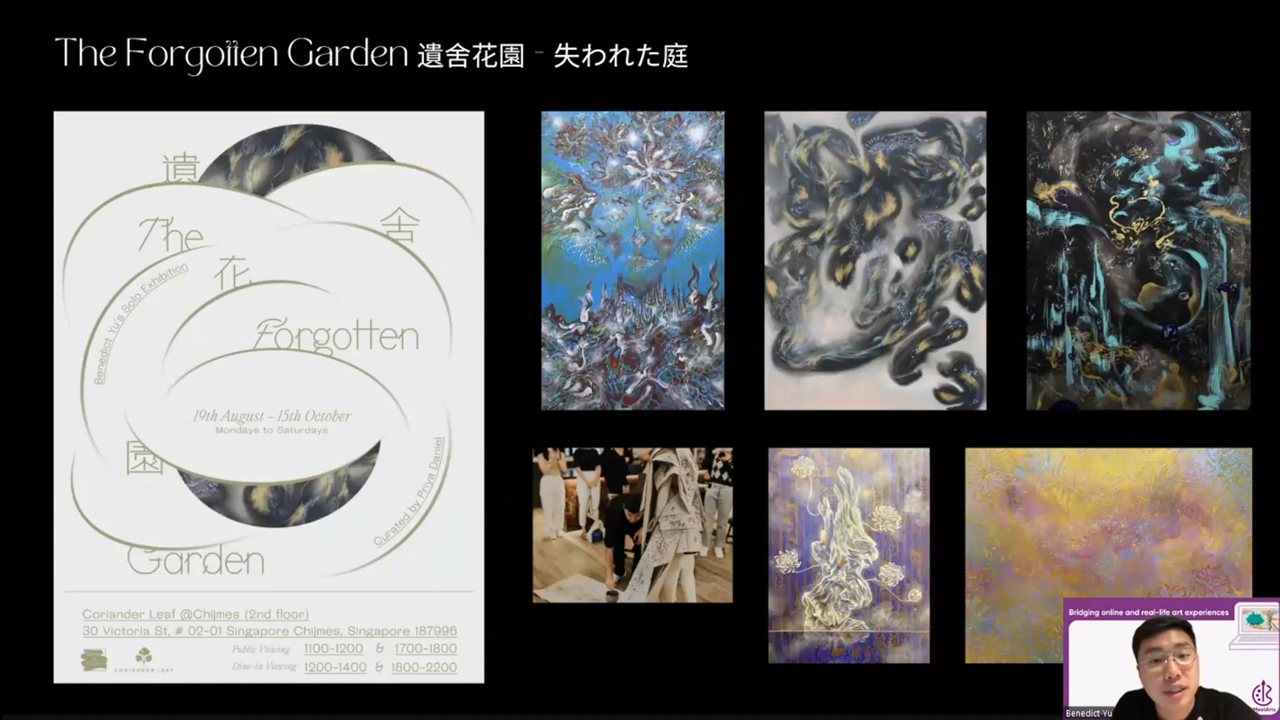 The Forgotten Garden 遺舍花園 - 失われた庭
遺
The
舍
花
Benedict Yu's Solo Exhibition
Forgotten
19th August - 15th October
Mondays to Saturdays
園
Curated by Priya Daniel
Garden
Coriander Leaf @Chijmes (2nd floor)
30 Victoria St, # 02-01 Singapore Chijmes, Singapore 187996
Public Viewing 1100-1200 & 1700-1800
Dine-in Viewing 1200-1400 & 1800-2200
CORIANDER LEAF
Bridging online and real-life art experiences
MeetArts
Benedict Yu